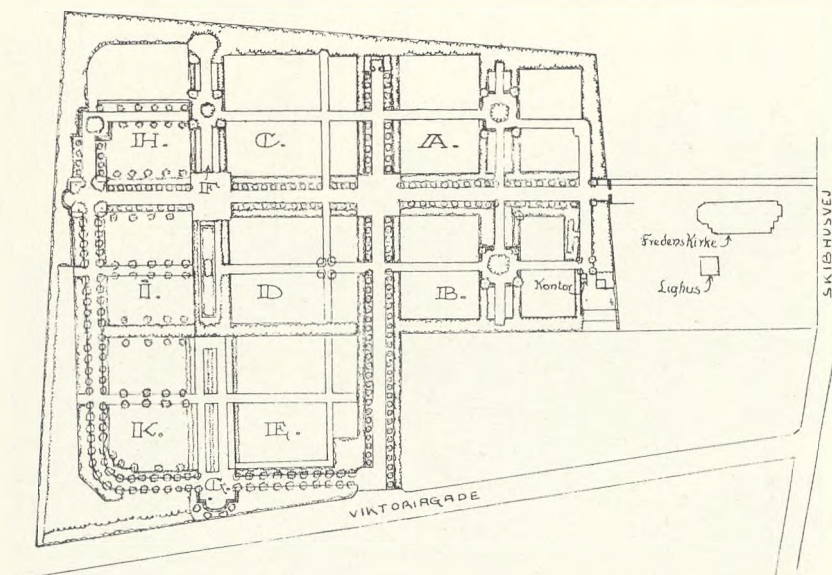 H.
C.
A.
F.
Fredens Kirke
SKIBHUSVEJ
I.
D
B.
Kontor
Lighus
K.
E.
G.
VIKTORIAGADE